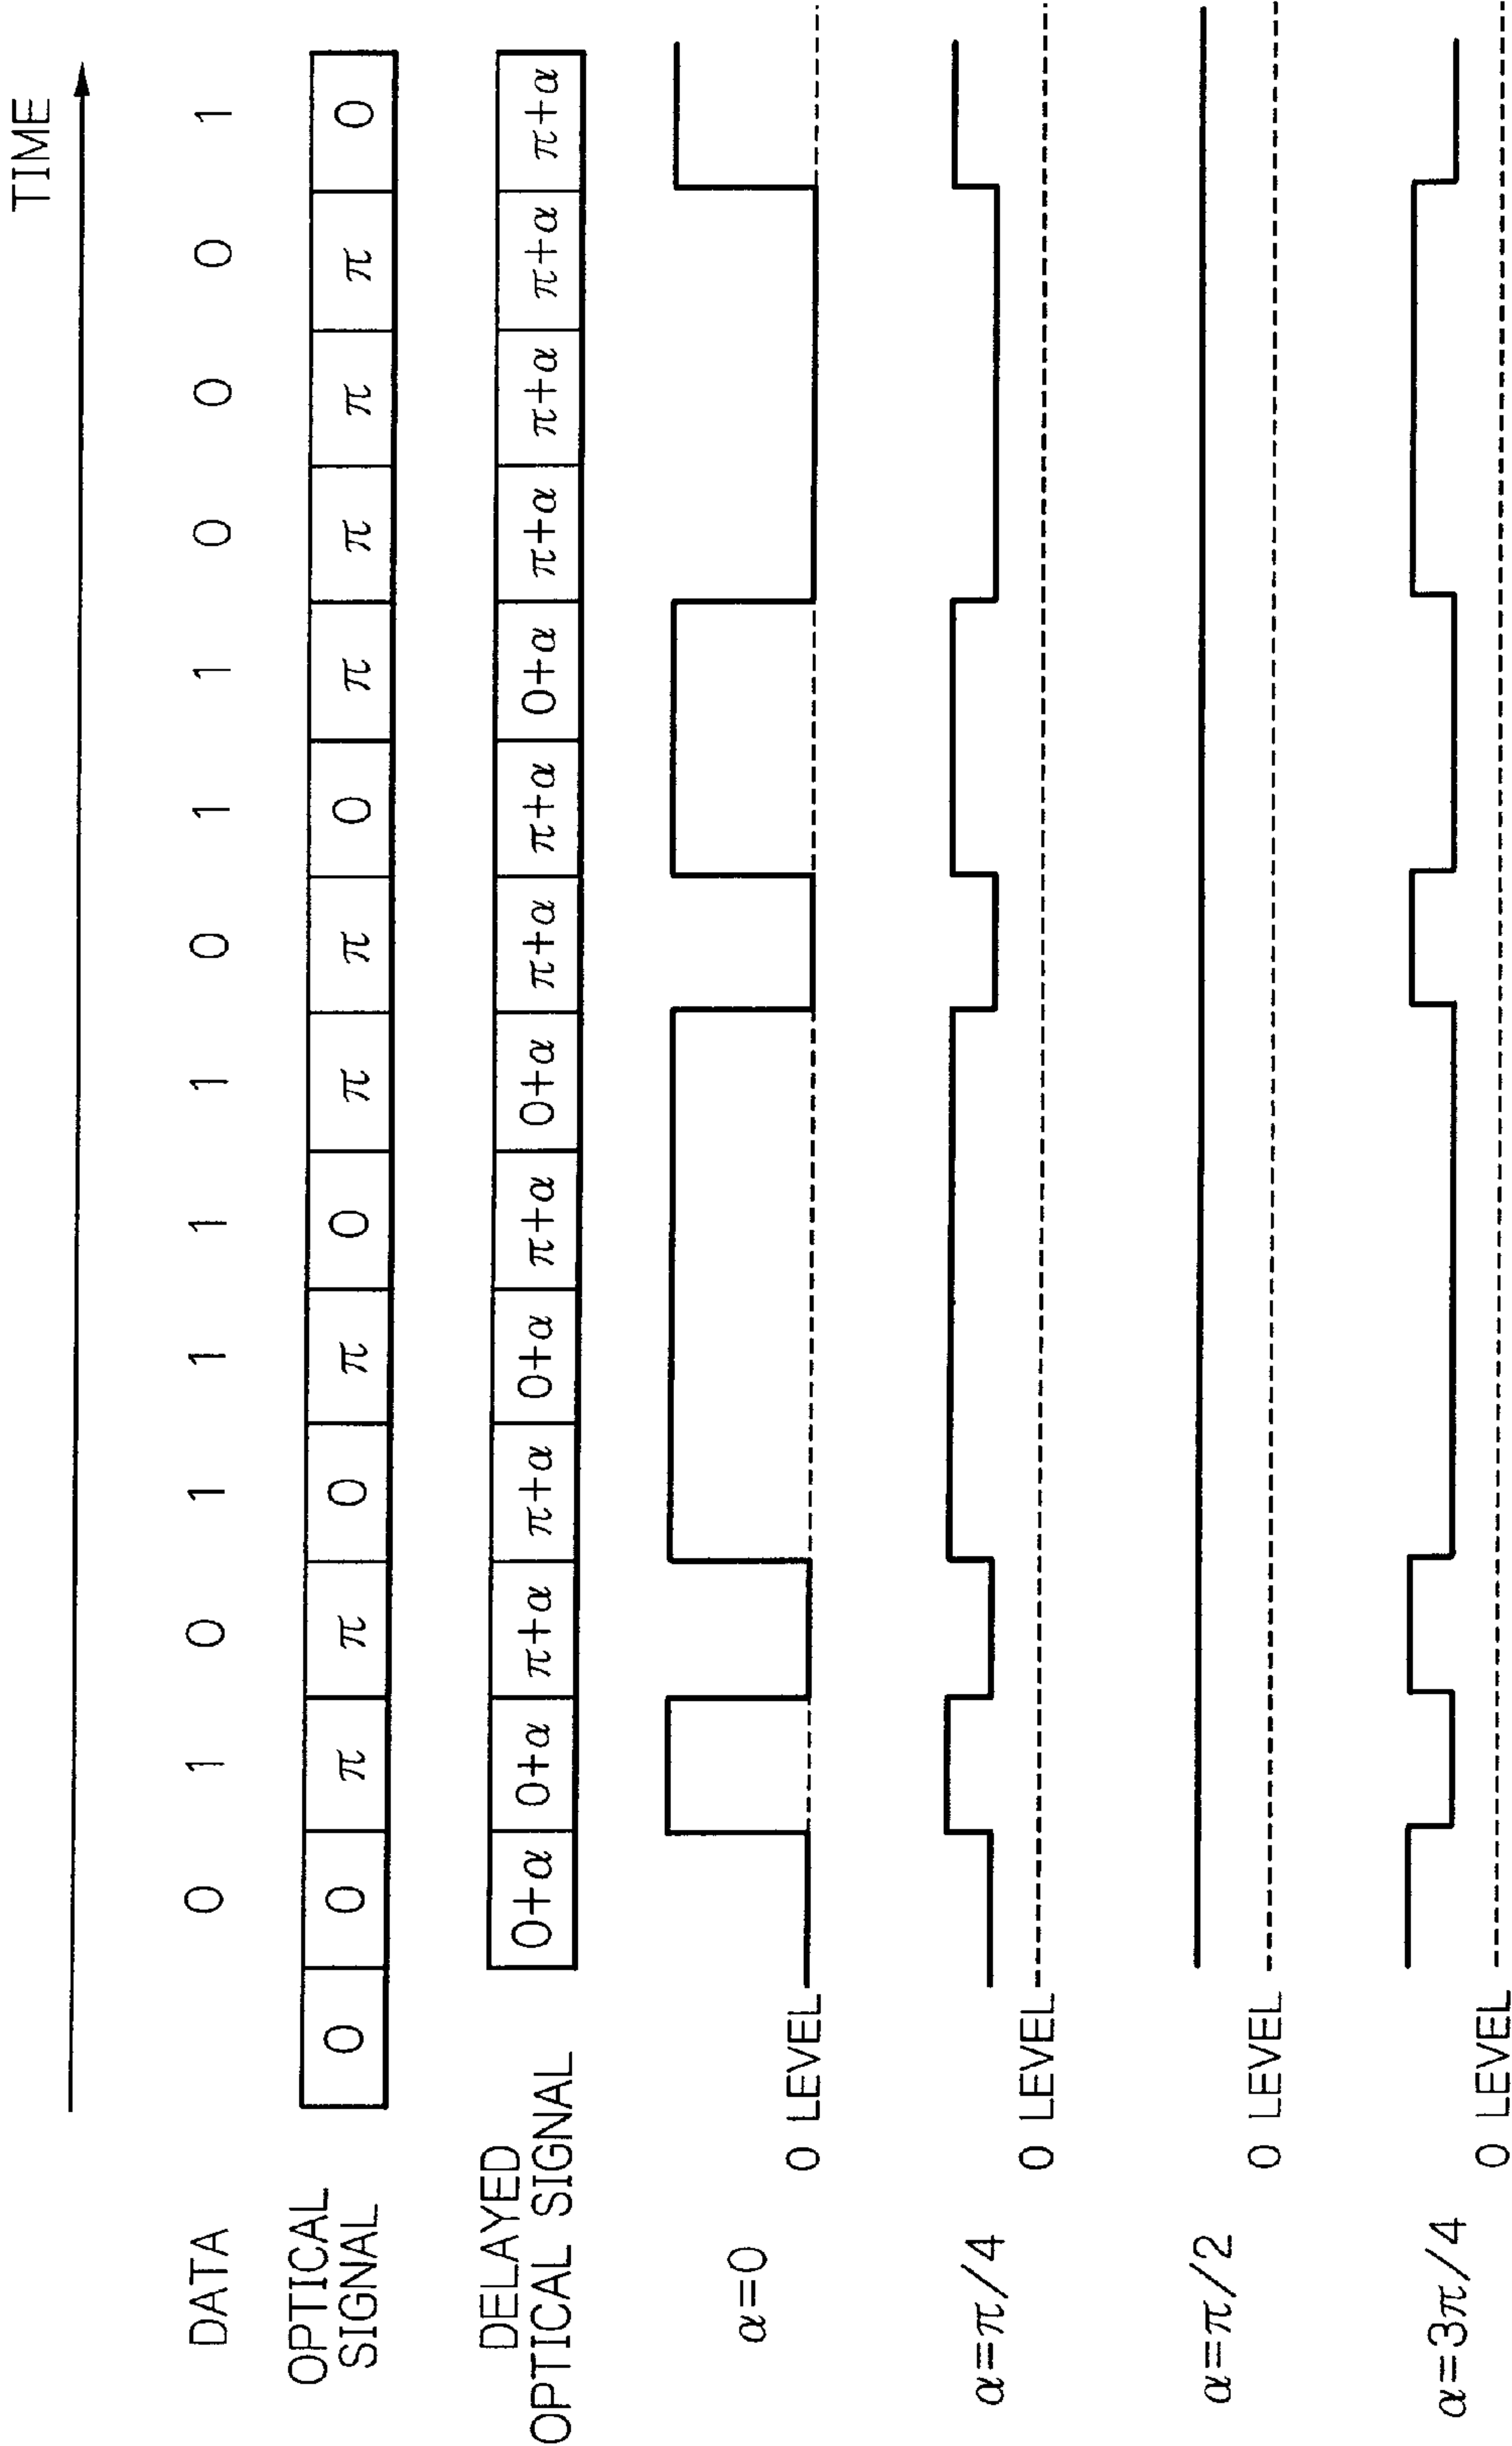 TIME
DATA 0 1 0 1 1 1 1 0 1 1 0 0 0 1
OPTICAL
SIGNAL
0 0 π π 0 π 0 π π 0 π π π π 0
DELAYED
OPTICAL SIGNAL
0+α 0+α π+α π+α 0+α π+α 0+α π+α π+α 0+α π+α π+α π+α π+α
α=0
0 LEVEL
α=π/4
0 LEVEL
α=π/2
0 LEVEL
α=3π/4
0 LEVEL